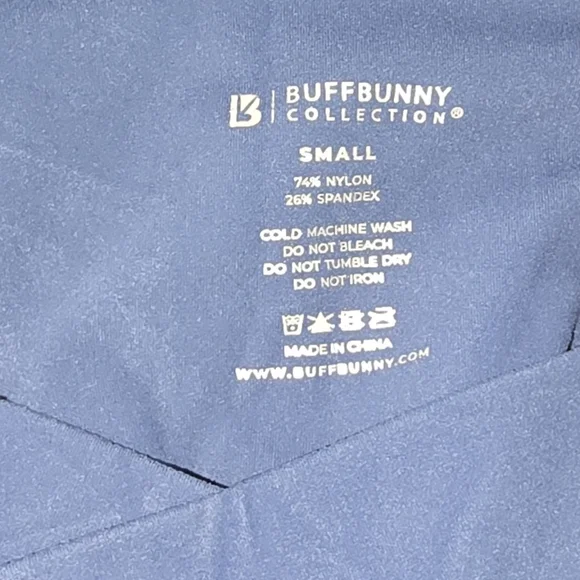 BUFFBUNNY
COLLECTION®
SMALL
74% NYLON
26% SPANDEX
COLD MACHINE WASH
DO NOT BLEACH
DO NOT TUMBLE DRY
DO NOT IRON
MADE IN CHINA
WWW.BUFFBUNNY.COM